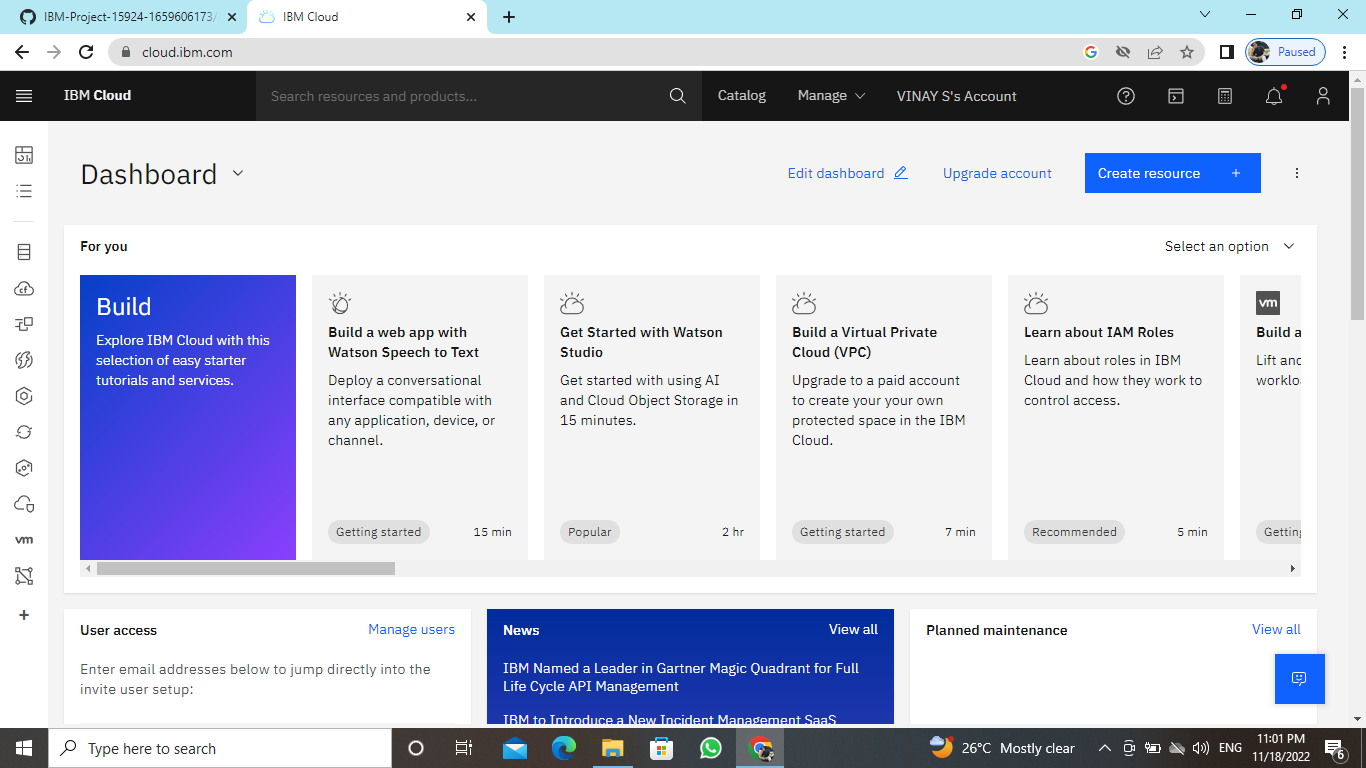 IBM-Project-15924-1659606173/
IBM Cloud
cloud.ibm.com
Paused
IBM Cloud
Search resources and products...
Catalog
Manage
VINAY S's Account
Dashboard
Edit dashboard
Upgrade account
Create resource +
For you
Select an option
Build
Explore IBM Cloud with this
selection of easy starter
tutorials and services.
Build a web app with
Watson Speech to Text
Deploy a conversational
interface compatible with
any application, device, or
channel.
Getting started
15 min
Get Started with Watson
Studio
Get started with using AI
and Cloud Object Storage in
15 minutes.
Popular
2 hr
Build a Virtual Private
Cloud (VPC)
Upgrade to a paid account
to create your your own
protected space in the IBM
Cloud.
Getting started
7 min
Learn about IAM Roles
Learn about roles in IBM
Cloud and how they work to
control access.
Recommended
5 min
vm
Build a
Lift and
workloa
Getting
cf
vm
User access
Manage users
Enter email addresses below to jump directly into the
invite user setup:
News
View all
IBM Named a Leader in Gartner Magic Quadrant for Full
Life Cycle API Management
IBM to Introduce a New Incident Management SaaS
Planned maintenance
View all
Type here to search
26°C Mostly clear
ENG
11:01 PM
11/18/2022
6